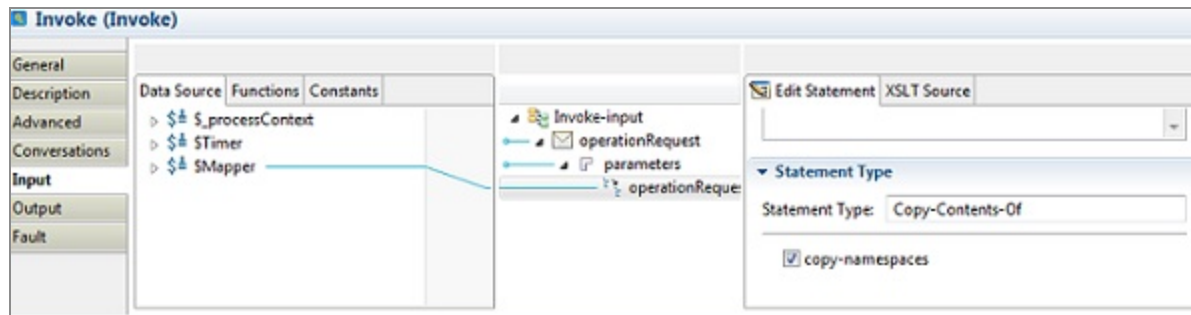 Invoke (Invoke)
General
Description
Advanced
Conversations
Input
Output
Fault
Data Source Functions Constants
$_processContext
$Timer
$Mapper
Invoke-input
operationRequest
parameters
operationReque
Edit Statement XSLT Source
Statement Type
Statement Type: Copy-Contents-Of
copy-namespaces